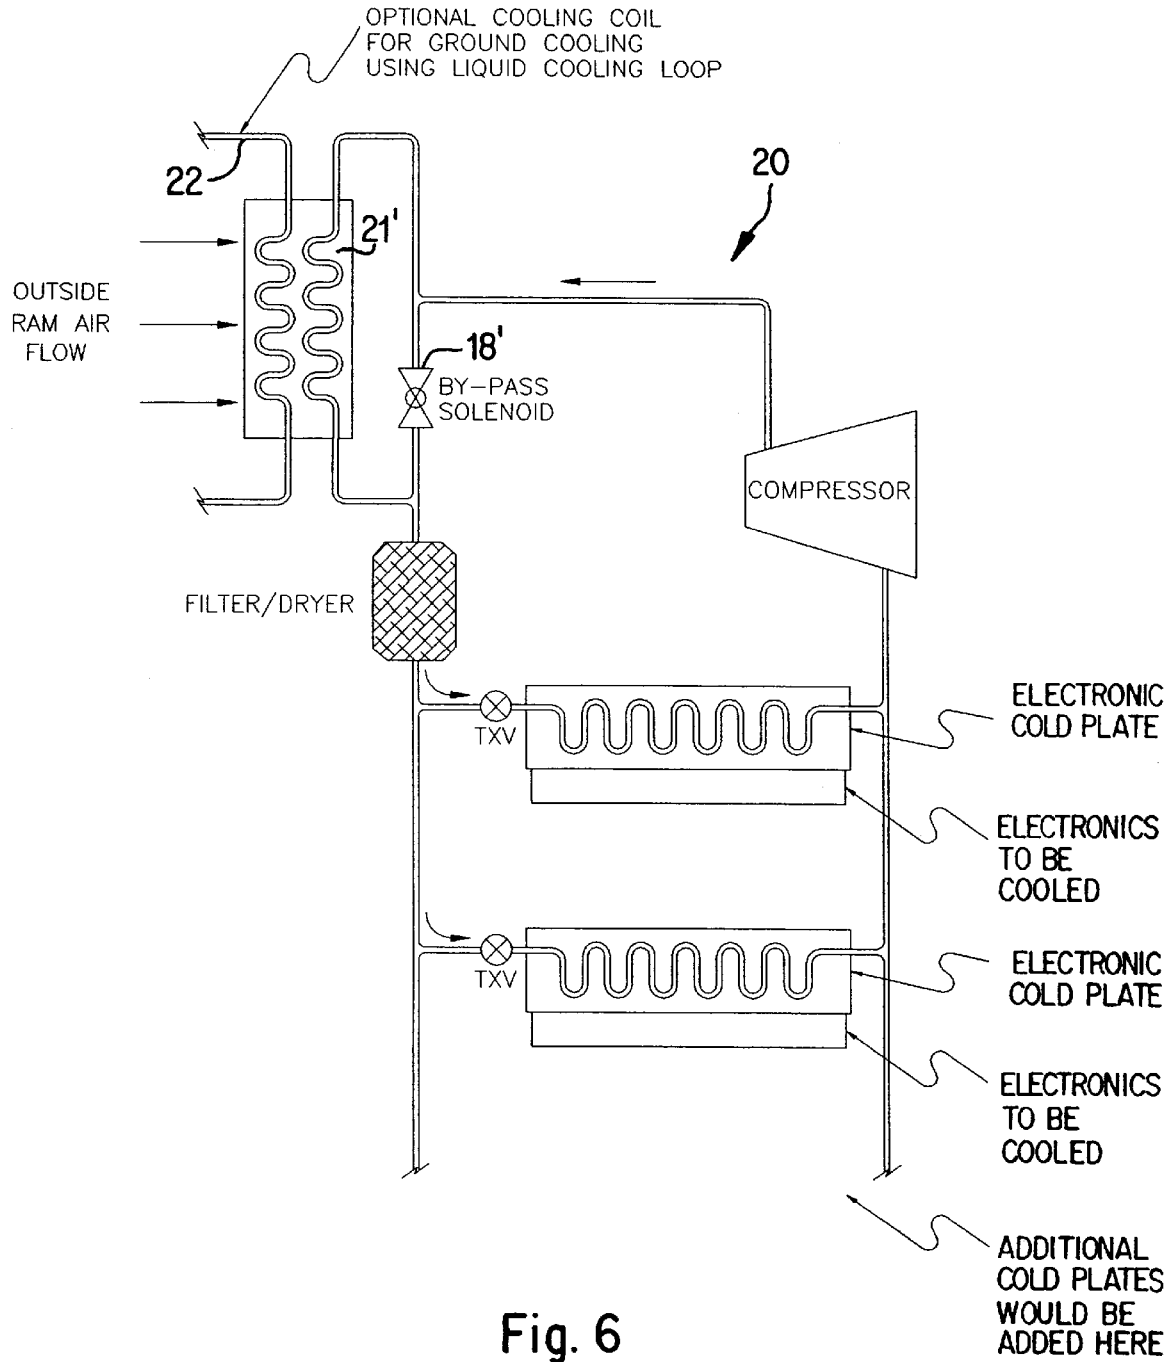 OPTIONAL COOLING COIL
FOR GROUND COOLING
USING LIQUID COOLING LOOP
22
21'
20
OUTSIDE
RAM AIR
FLOW
18'
BY-PASS
SOLENOID
COMPRESSOR
FILTER/DRYER
TXV
ELECTRONIC
COLD PLATE
ELECTRONICS
TO BE
COOLED
TXV
ELECTRONIC
COLD PLATE
ELECTRONICS
TO BE
COOLED
ADDITIONAL
COLD PLATES
WOULD BE
ADDED HERE
Fig. 6